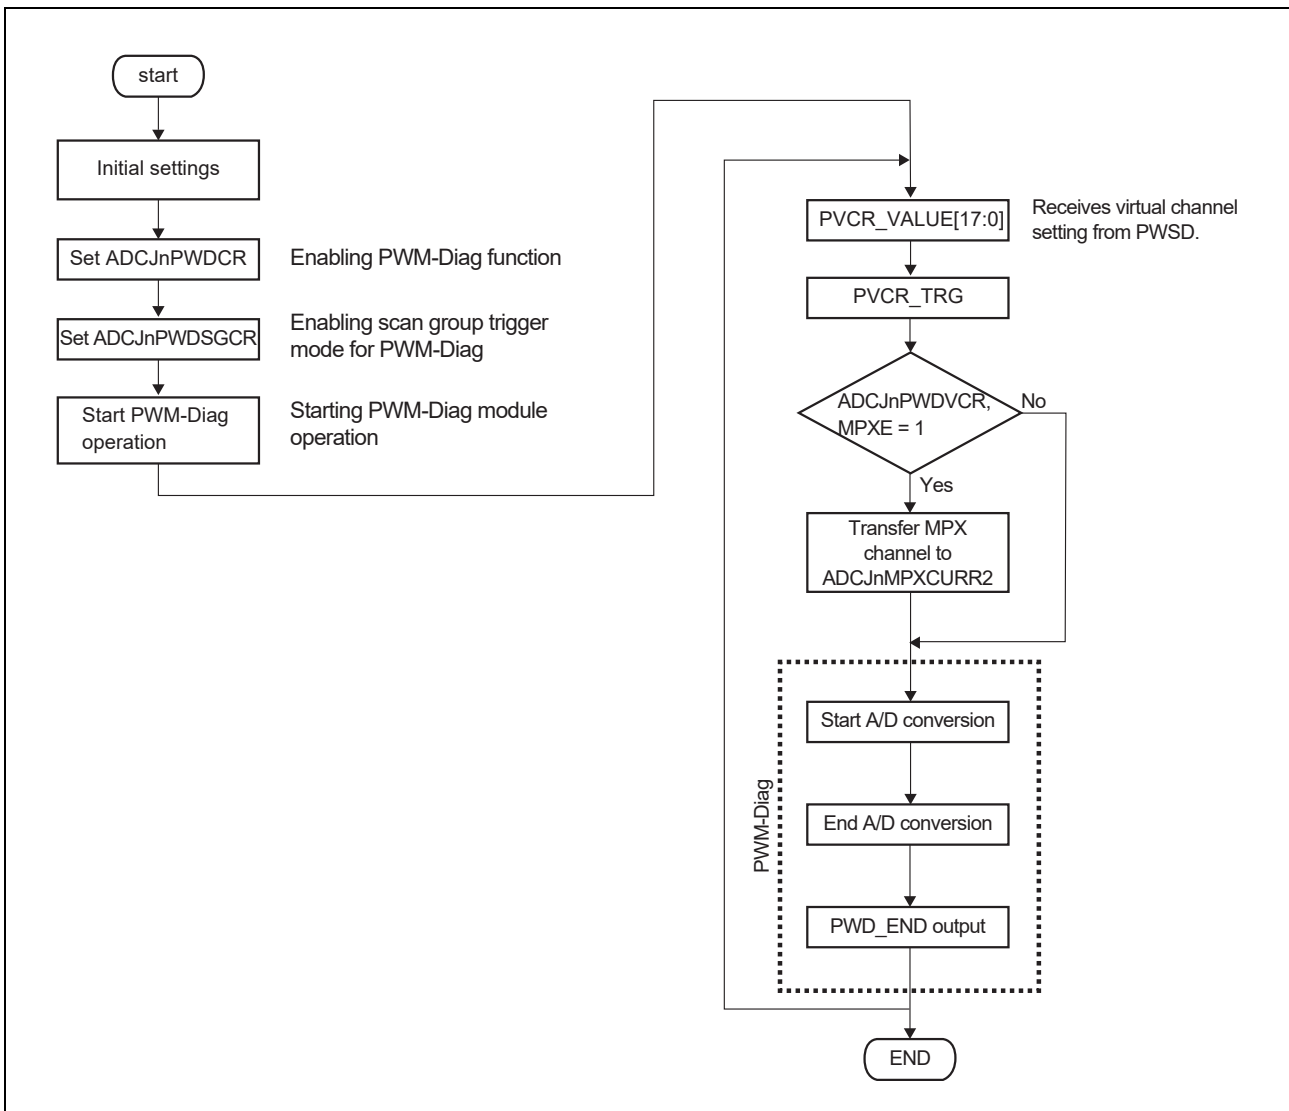 start
Initial settings
Set ADCJnPWDCR
Enabling PWM-Diag function
Set ADCJnPWDSGCR
Enabling scan group trigger
mode for PWM-Diag
Start PWM-Diag
operation
Starting PWM-Diag module
operation
PVCR_VALUE[17:0]
Receives virtual channel
setting from PWSD.
PVCR_TRG
ADCJnPWDVCR,
MPXE = 1
No
Yes
Transfer MPX
channel to
ADCJnMPXCURR2
PWM-Diag
Start A/D conversion
End A/D conversion
PWD_END output
END